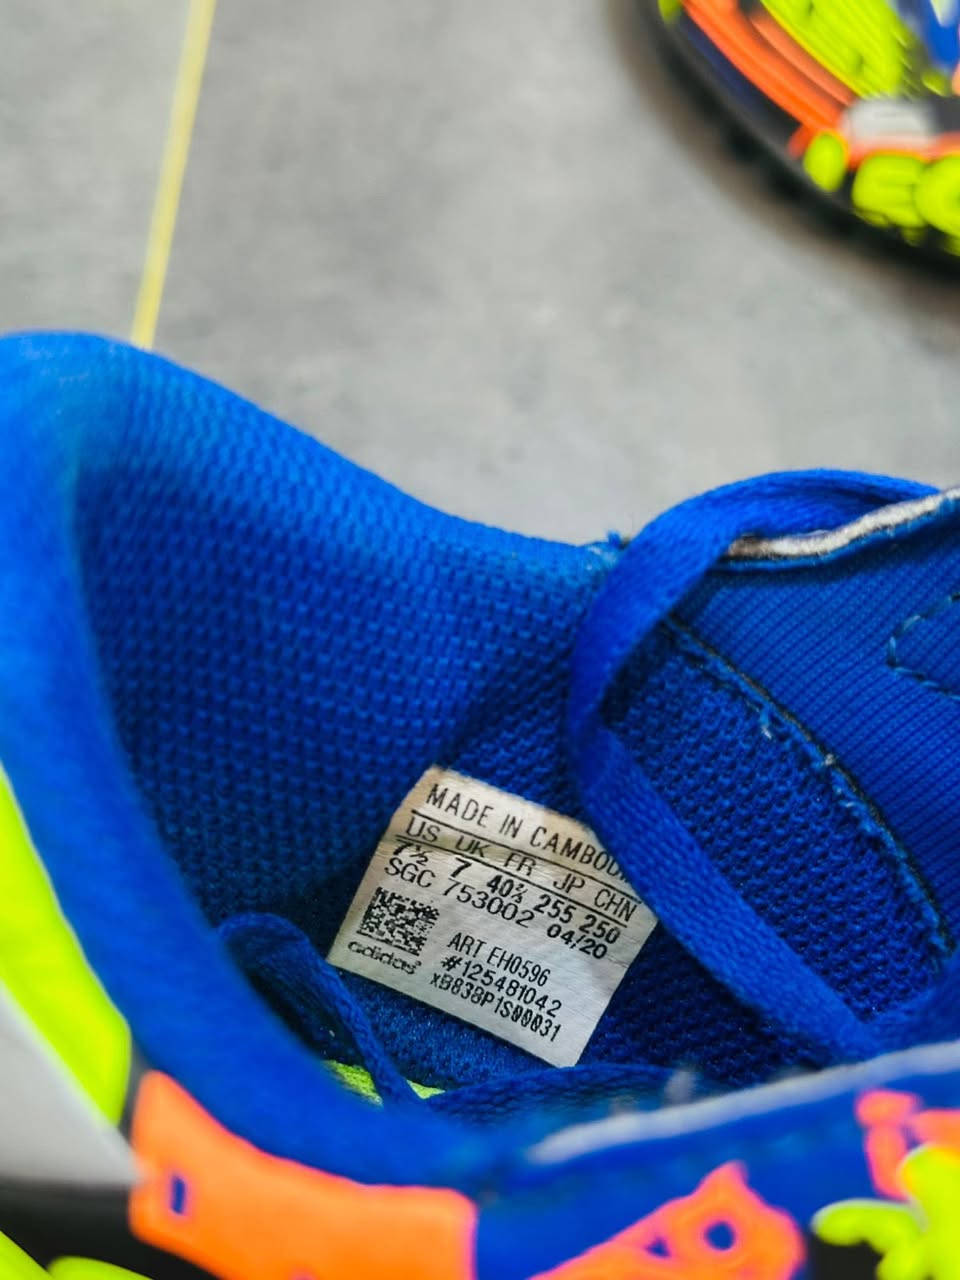 MADE IN CAMBOD
US UK FR JP CHN
7½ 7 40⅔ 255 250
SGC 753002 04/20
ART EH0596
#125481042
xB838P1S00031
adidas